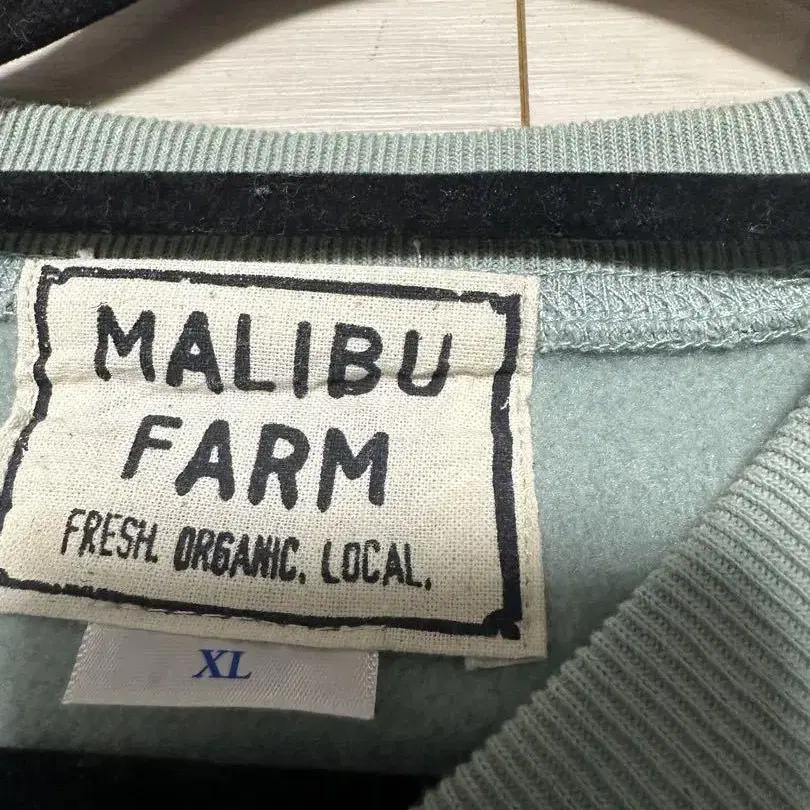 MALIBU
FARM
FRESH. ORGANIC. LOCAL.
XL